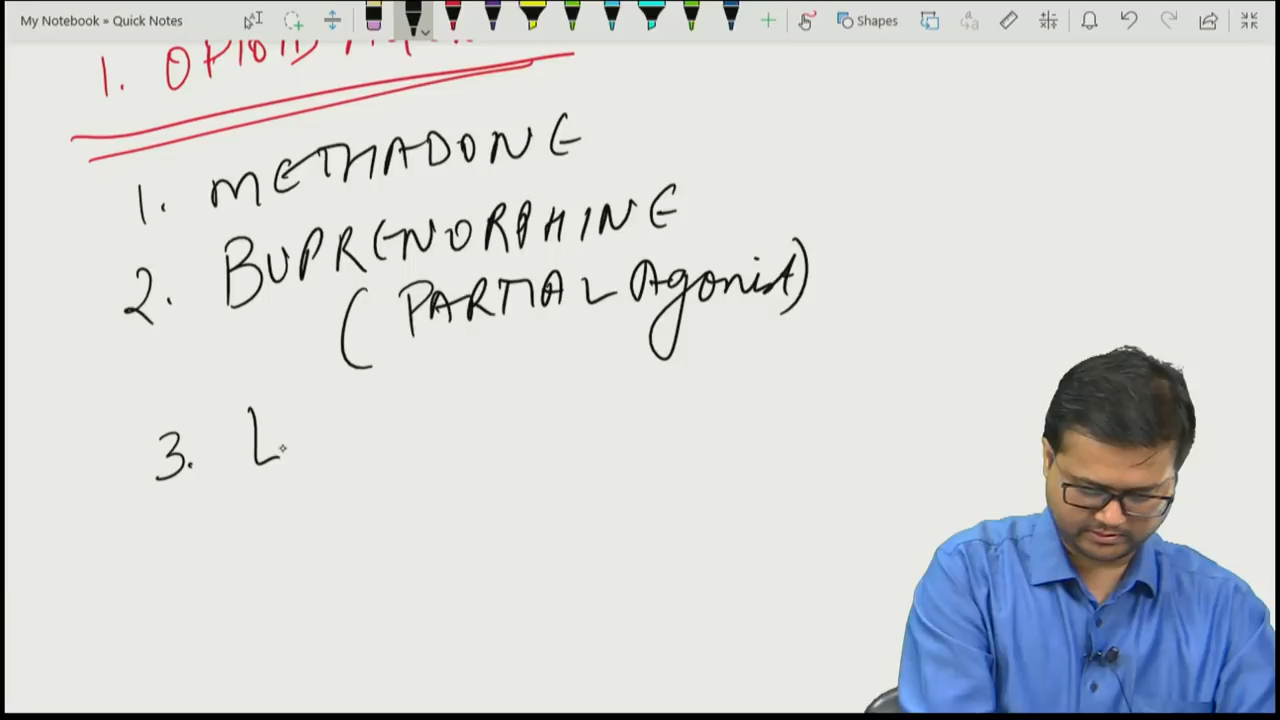 My Notebook » Quick Notes
Shapes
1. OPIOID
1. METHADONE
2. BUPRENORPHINE
(PARTIAL Agonist)
3. L